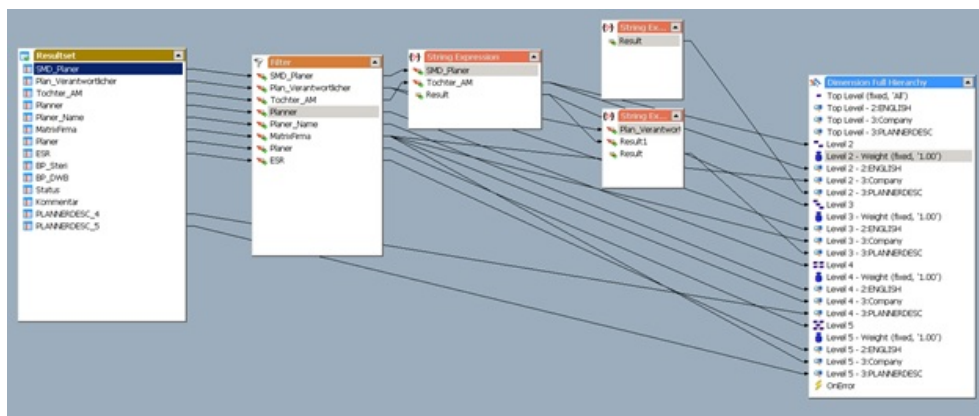 Resultset
SMD_Planer
Plan_Verantwortlicher
Tochter_AM
Planner
Planer_Name
MatrixFirma
Planer
ESR
BP_Steri
BP_DWB
Status
Kommentar
PLANNERDESC_4
PLANNERDESC_5
Filter
SMD_Planer
Plan_Verantwortlicher
Tochter_AM
Planner
Planer_Name
MatrixFirma
Planer
ESR
String Expression
SMD_Planer
Tochter_AM
Result
String Ex...
Result
String Ex...
Plan_Verantwort
Result1
Result
Dimension Full Hierarchy
Top Level (fixed, 'All')
Top Level - 2:ENGLISH
Top Level - 3:Company
Top Level - 3:PLANNERDESC
Level 2
Level 2 - Weight (fixed, '1.00')
Level 2 - 2:ENGLISH
Level 2 - 3:Company
Level 2 - 3:PLANNERDESC
Level 3
Level 3 - Weight (fixed, '1.00')
Level 3 - 2:ENGLISH
Level 3 - 3:Company
Level 3 - 3:PLANNERDESC
Level 4
Level 4 - Weight (fixed, '1.00')
Level 4 - 2:ENGLISH
Level 4 - 3:Company
Level 4 - 3:PLANNERDESC
Level 5
Level 5 - Weight (fixed, '1.00')
Level 5 - 2:ENGLISH
Level 5 - 3:Company
Level 5 - 3:PLANNERDESC
OnError